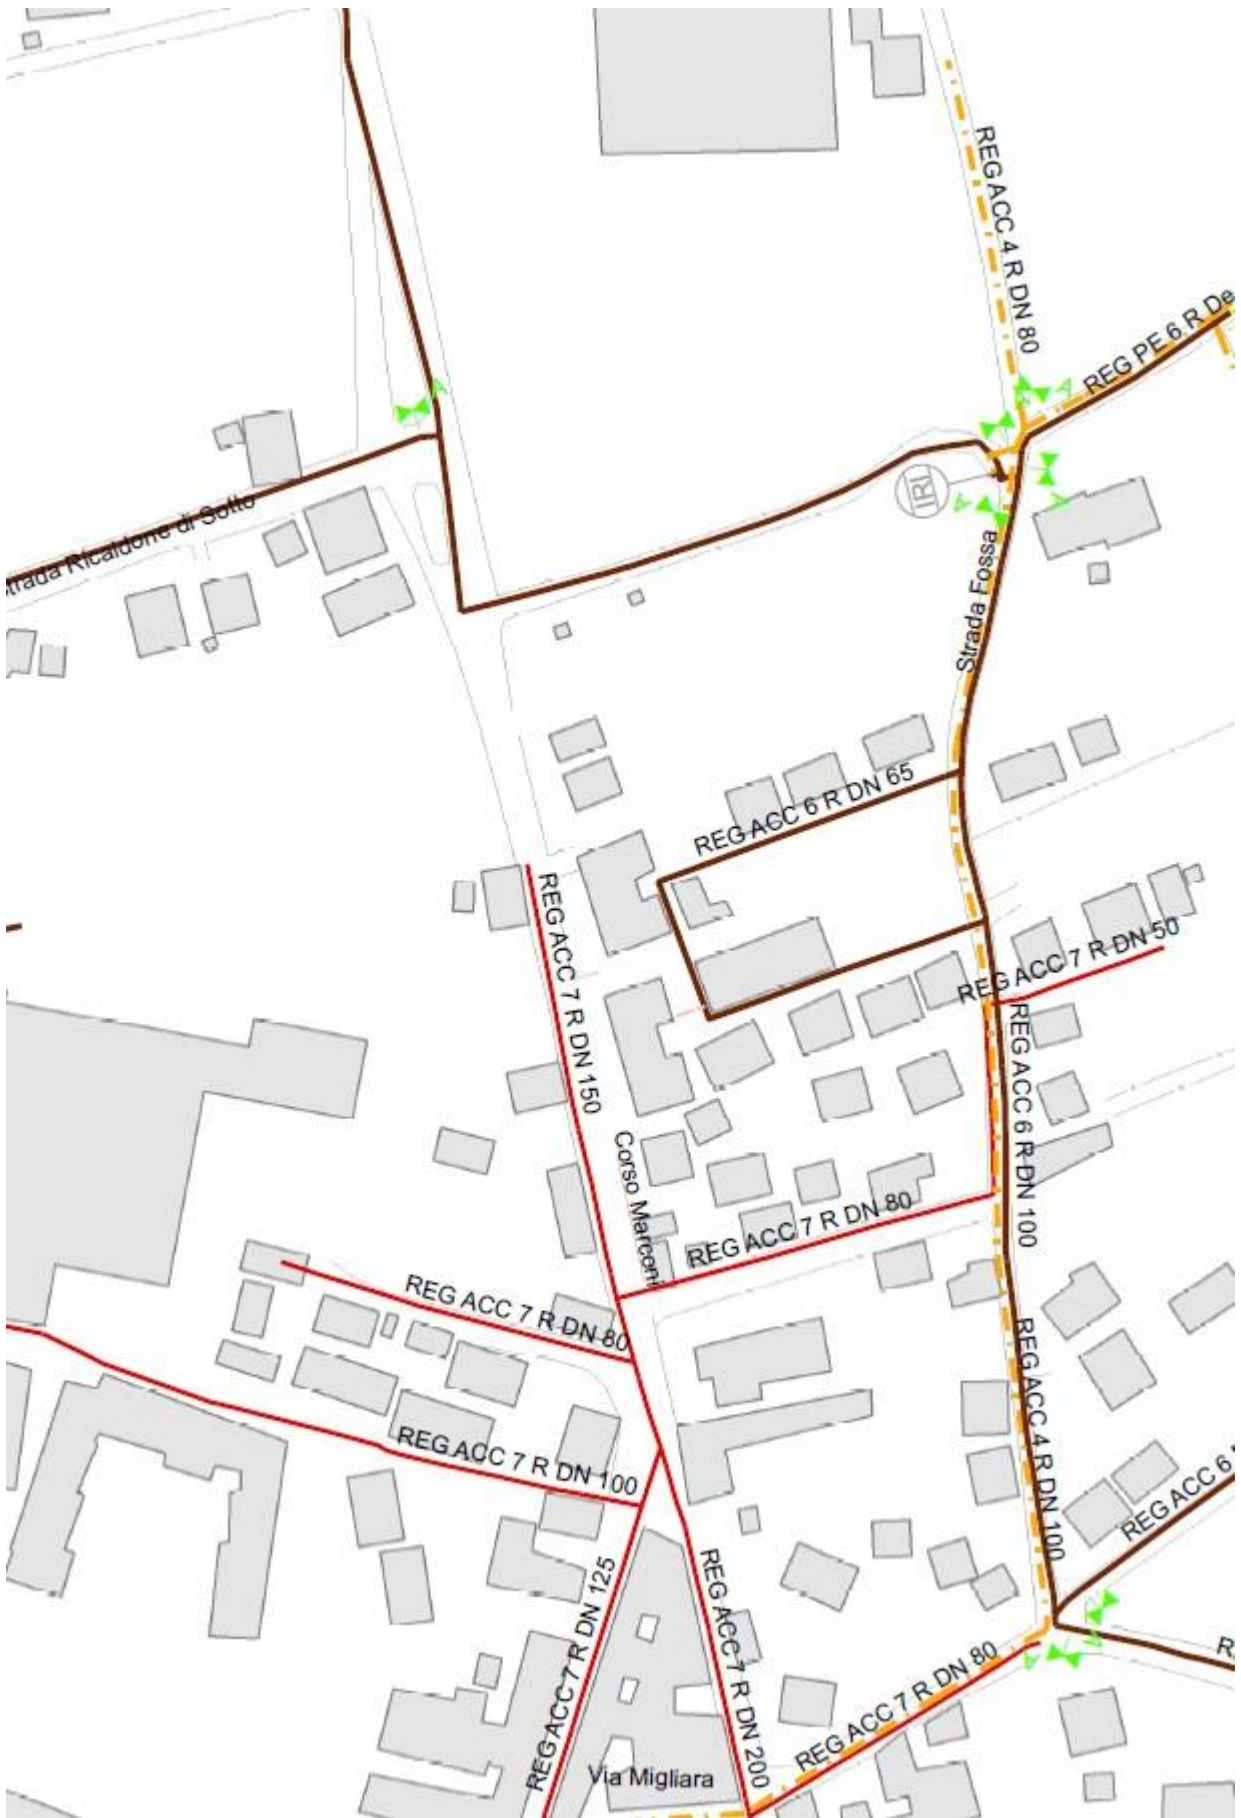 REG ACC 4 R DN 80
REG PE 6 R De
A
A
A
IRI
A
A
Strada Ricaldone di Sotto
Strada Fossa
REG ACC 6 R DN 65
REG ACC 7 R DN 150
REG ACC 7 R DN 50
REG ACC 6 R DN 100
Corso Marconi
REG ACC 7 R DN 80
REG ACC 7 R DN 80
REG ACC 4 R DN 100
REG ACC 7 R DN 100
REG ACC 6
REG ACC 7 R DN 125
REG ACC 7 R DN 200
REG ACC 7 R DN 80
A
A
A
R
Via Migliara